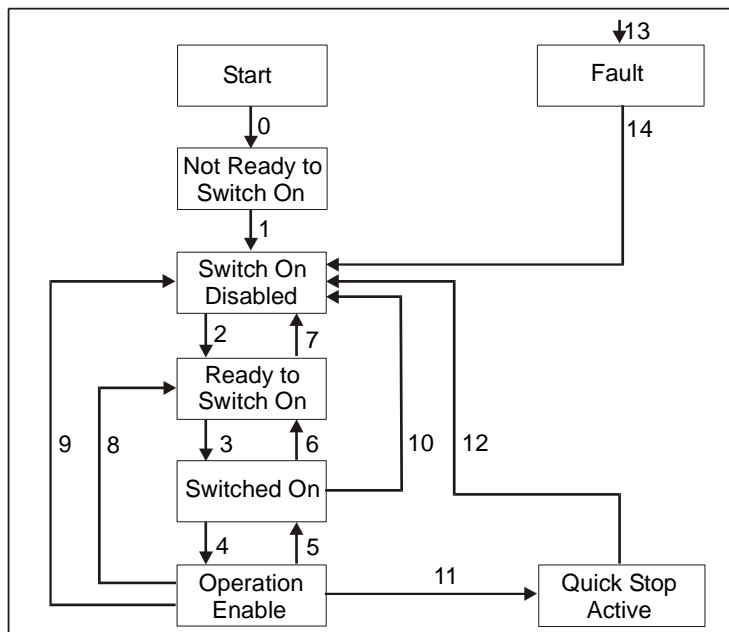 13
Start
Fault
0
14
Not Ready to
Switch On
1
Switch On
Disabled
2
7
Ready to
Switch On
9
8
3
6
10
12
Switched On
4
5
11
Operation
Enable
Quick Stop
Active